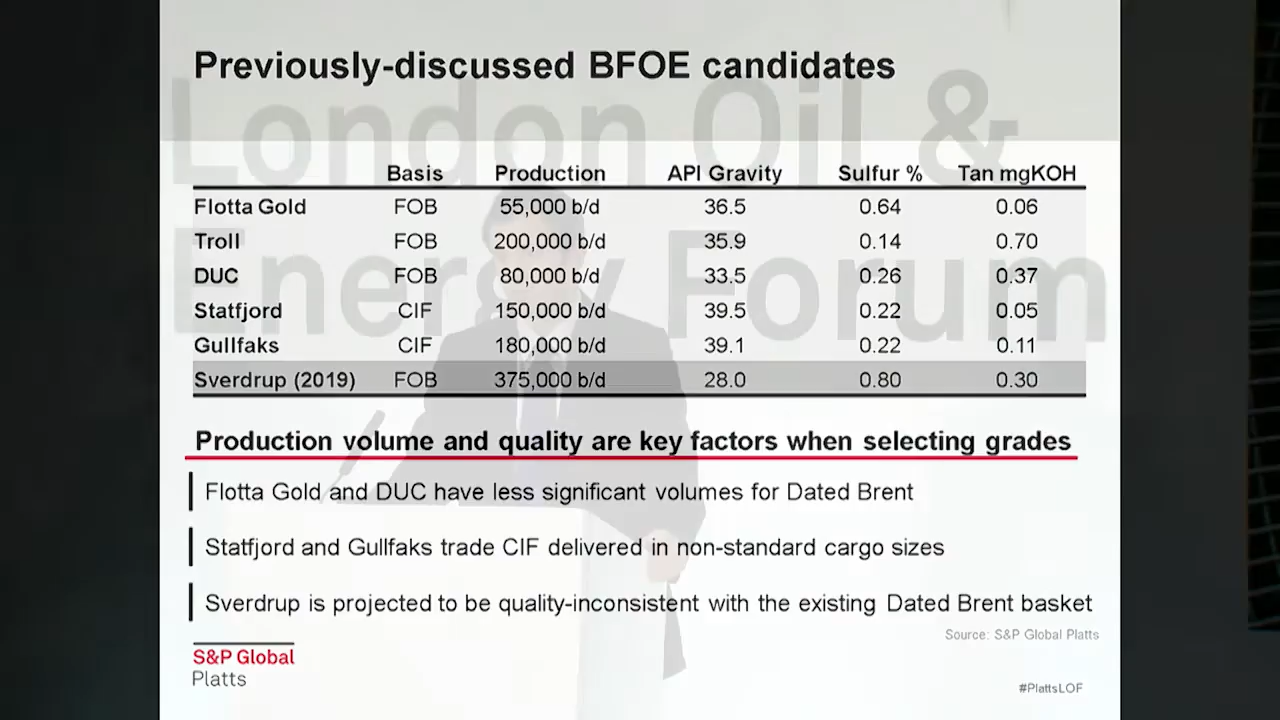 Previously-discussed BFOE candidates
London Oil &
Energy Forum
Basis Production API Gravity Sulfur % Tan mgKOH
Flotta Gold FOB 55,000 b/d 36.5 0.64 0.06
Troll FOB 200,000 b/d 35.9 0.14 0.70
DUC FOB 80,000 b/d 33.5 0.26 0.37
Statfjord CIF 150,000 b/d 39.5 0.22 0.05
Gullfaks CIF 180,000 b/d 39.1 0.22 0.11
Sverdrup (2019) FOB 375,000 b/d 28.0 0.80 0.30
Production volume and quality are key factors when selecting grades
Flotta Gold and DUC have less significant volumes for Dated Brent
Statfjord and Gullfaks trade CIF delivered in non-standard cargo sizes
Sverdrup is projected to be quality-inconsistent with the existing Dated Brent basket
Source: S&P Global Platts
S&P Global
Platts
#PlattsLOF